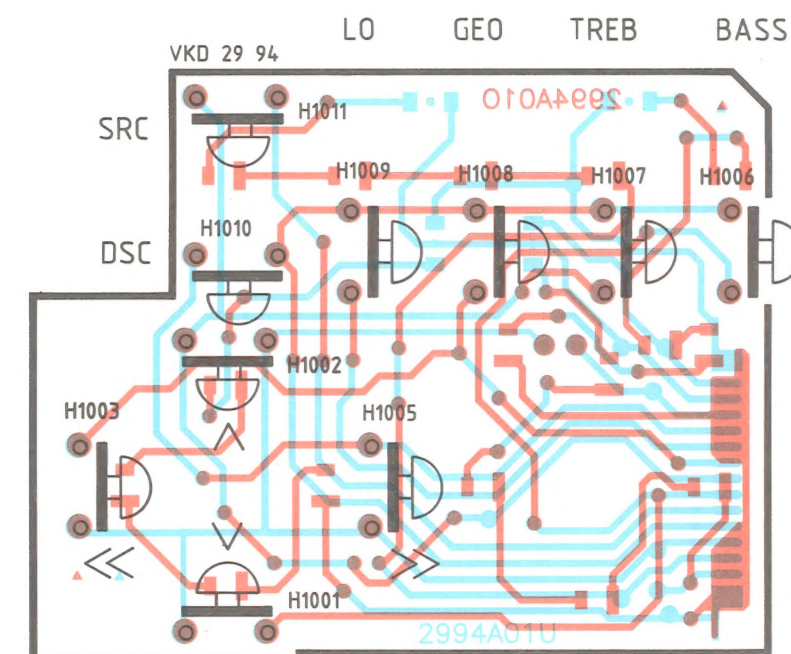 LO GEO TREB BASS
VKD 29 94
2994A010
SRC
H1011
H1009 H1008 H1007 H1006
H1010
DSC
H1002
H1003
H1005
H1001
2994A01U